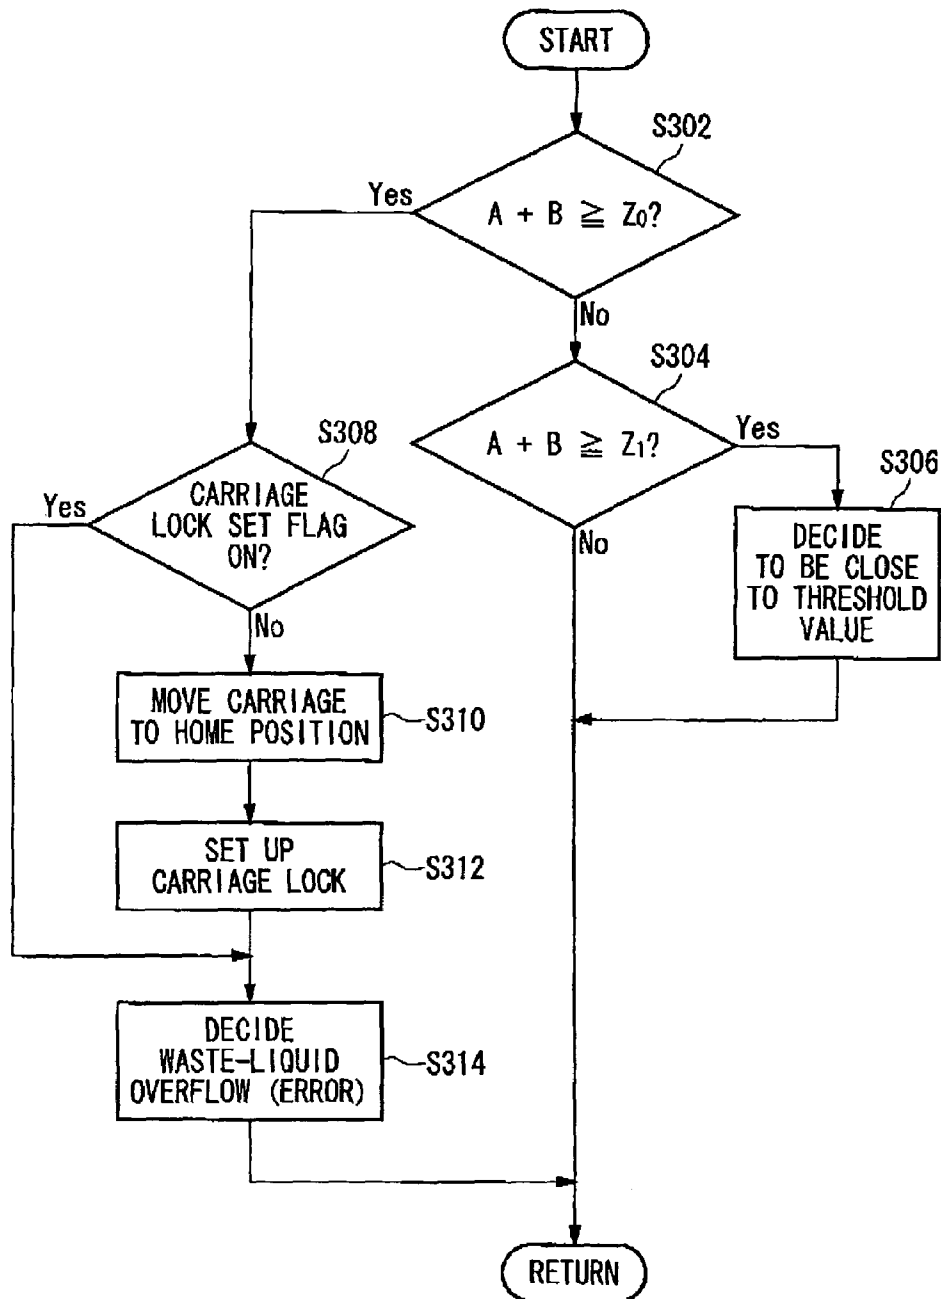 START
S302
Yes
A + B ≧ Z0?
No
S304
A + B ≧ Z1?
Yes
No
S306
DECIDE
TO BE CLOSE
TO THRESHOLD
VALUE
S308
Yes
CARRIAGE
LOCK SET FLAG
ON?
No
MOVE CARRIAGE
TO HOME POSITION
S310
SET UP
CARRIAGE LOCK
S312
DECIDE
WASTE-LIQUID
OVERFLOW (ERROR)
S314
RETURN